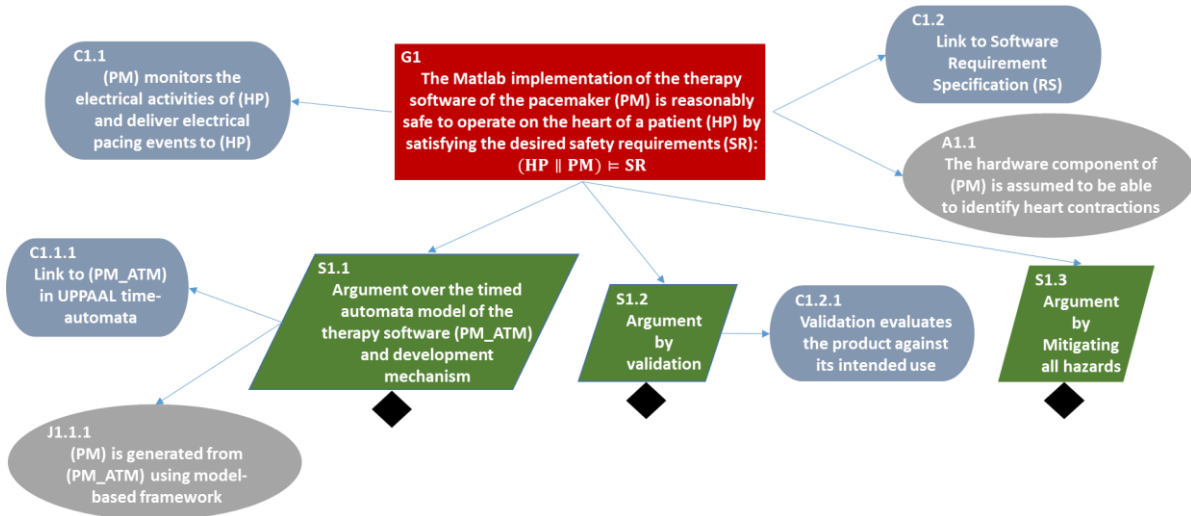 C1.1
(PM) monitors the
electrical activities of (HP)
and deliver electrical
pacing events to (HP)
G1
The Matlab implementation of the therapy
software of the pacemaker (PM) is reasonably
safe to operate on the heart of a patient (HP) by
satisfying the desired safety requirements (SR):
(HP ∥ PM) ⊨ SR
C1.2
Link to Software
Requirement
Specification (RS)
A1.1
The hardware component of
(PM) is assumed to be able
to identify heart contractions
C1.1.1
Link to (PM_ATM)
in UPPAAL time-
automata
S1.1
Argument over the timed
automata model of the
therapy software (PM_ATM)
and development
mechanism
S1.2
Argument
by
validation
C1.2.1
Validation evaluates
the product against
its intended use
S1.3
Argument
by
Mitigating
all hazards
J1.1.1
(PM) is generated from
(PM_ATM) using model-
based framework